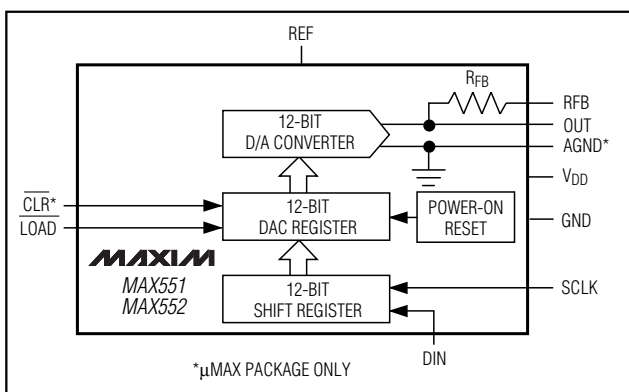 REF
RFB
RFB
OUT
AGND*
VDD
GND
SCLK
DIN
12-BIT
D/A CONVERTER
CLR*
LOAD
12-BIT
DAC REGISTER
POWER-ON
RESET
MAXIM
MAX551
MAX552
12-BIT
SHIFT REGISTER
*µMAX PACKAGE ONLY